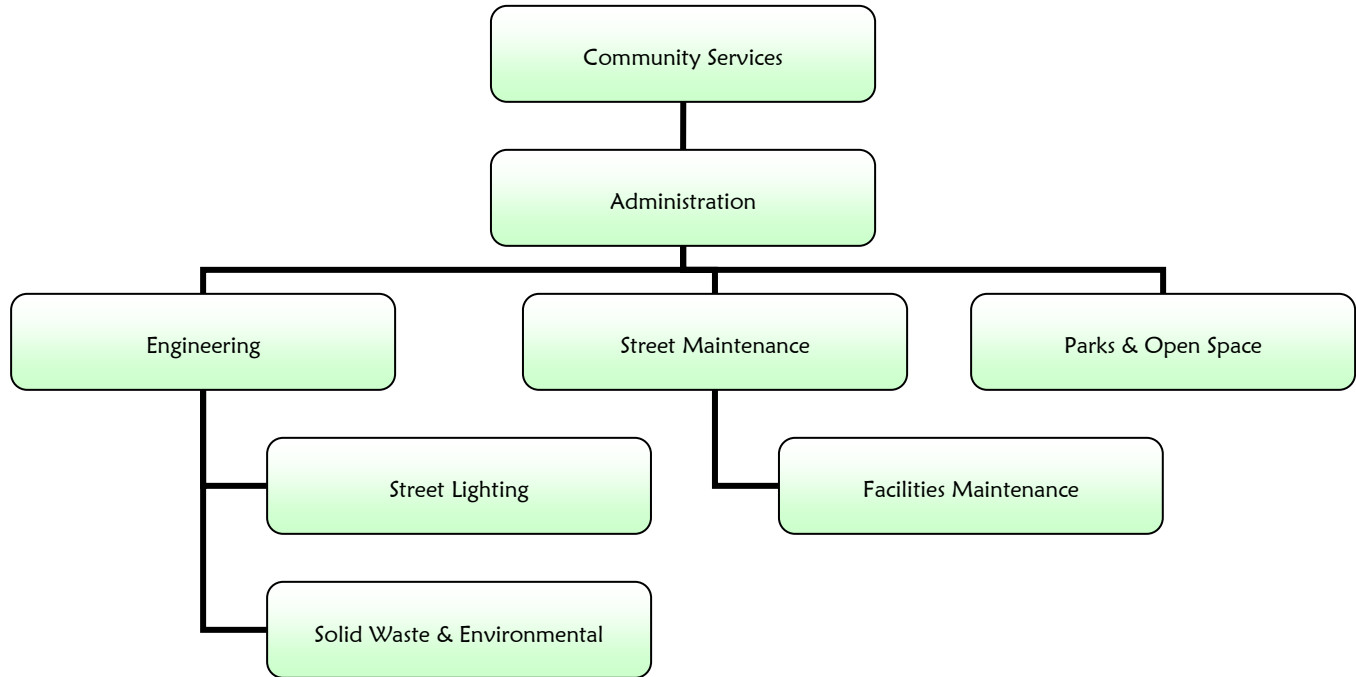 Community Services
Administration
Engineering
Street Maintenance
Parks & Open Space
Street Lighting
Facilities Maintenance
Solid Waste & Environmental